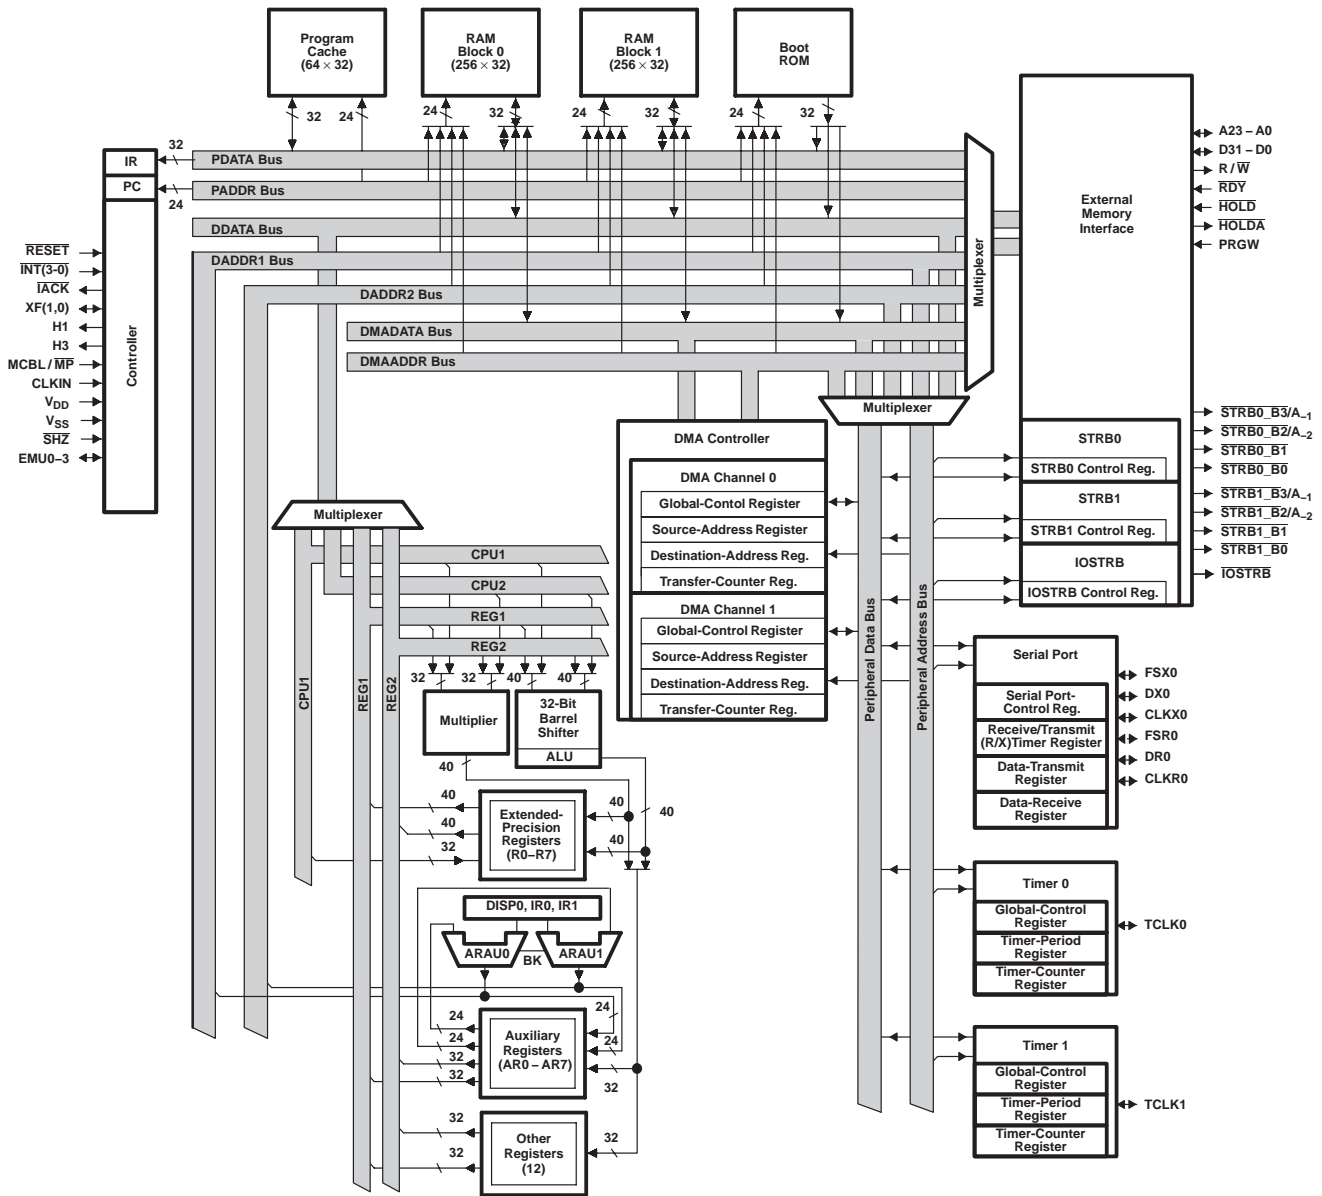 Program
Cache
(64 × 32)
RAM
Block 0
(256 × 32)
RAM
Block 1
(256 × 32)
Boot
ROM
32
24
24
32
24
32
24
32
IR
32
PC
24
PDATA Bus
PADDR Bus
DDATA Bus
DADDR1 Bus
DADDR2 Bus
DMADATA Bus
DMAADDR Bus
Multiplexer
External
Memory
Interface
A23 – A0
D31 – D0
R / W
RDY
HOLD
HOLDA
PRGW
RESET
INT(3-0)
IACK
XF(1,0)
H1
H3
MCBL / MP
CLKIN
VDD
VSS
SHZ
EMU0–3
Controller
Multiplexer
STRB0
STRB0 Control Reg.
STRB1
STRB1 Control Reg.
IOSTRB
IOSTRB Control Reg.
STRB0_B3/A–1
STRB0_B2/A–2
STRB0_B1
STRB0_B0
STRB1_B3/A–1
STRB1_B2/A–2
STRB1_B1
STRB1_B0
IOSTRB
DMA Controller
DMA Channel 0
Global-Contol Register
Source-Address Register
Destination-Address Reg.
Transfer-Counter Reg.
DMA Channel 1
Global-Control Register
Source-Address Register
Destination-Address Reg.
Transfer-Counter Reg.
Peripheral Data Bus
Peripheral Address Bus
Multiplexer
CPU1
CPU2
REG1
REG2
CPU1
REG1
REG2
32
32
40
40
Multiplier
32-Bit
Barrel
Shifter
ALU
40
40
40
32
Extended-
Precision
Registers
(R0–R7)
40
40
40
DISP0, IR0, IR1
ARAU0
BK
ARAU1
24
24
32
32
Auxiliary
Registers
(AR0 – AR7)
24
24
32
32
32
Other
Registers
(12)
32
Serial Port
Serial Port-
Control Reg.
Receive/Transmit
(R/X)Timer Register
Data-Transmit
Register
Data-Receive
Register
FSX0
DX0
CLKX0
FSR0
DR0
CLKR0
Timer 0
Global-Control
Register
Timer-Period
Register
Timer-Counter
Register
TCLK0
Timer 1
Global-Control
Register
Timer-Period
Register
Timer-Counter
Register
TCLK1